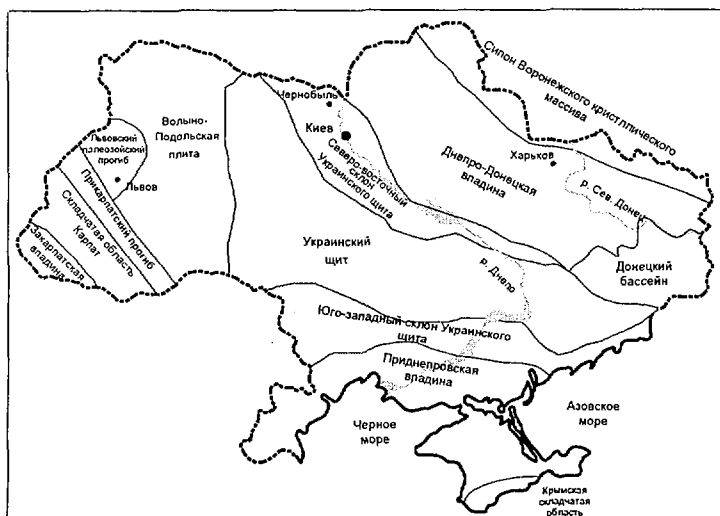 Склон Воронежского кристллического
массива
Чернобыль
Киев
Волыно-
Подольская
плита
Львовский
палеозойский
прогиб
Львов
Северо-восточный
склон
Украинского щита
Днепро-Донецкая
впадина
Харьков
р. Сев. Донец
Прикарпатский прогиб
Складчатая область
Карпат
Закарпатская
впадина
Украинский
щит
р. Днепр
Донецкий
бассейн
Юго-западный склон Украинского
щита
Приднепровская
впадина
Черное
море
Азовское
море
Крымская
складчатая
область